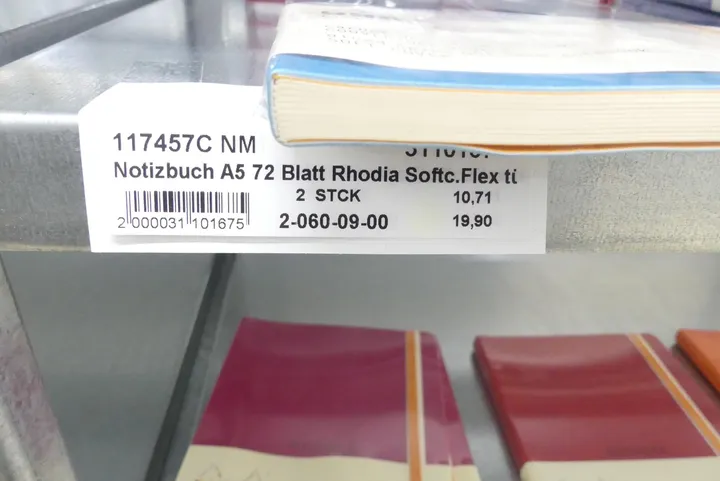 117457C NM
Notizbuch A5 72 Blatt Rhodia Softc.Flex tü
2 STCK 10,71
2 000031 101675 2-060-09-00 19,90